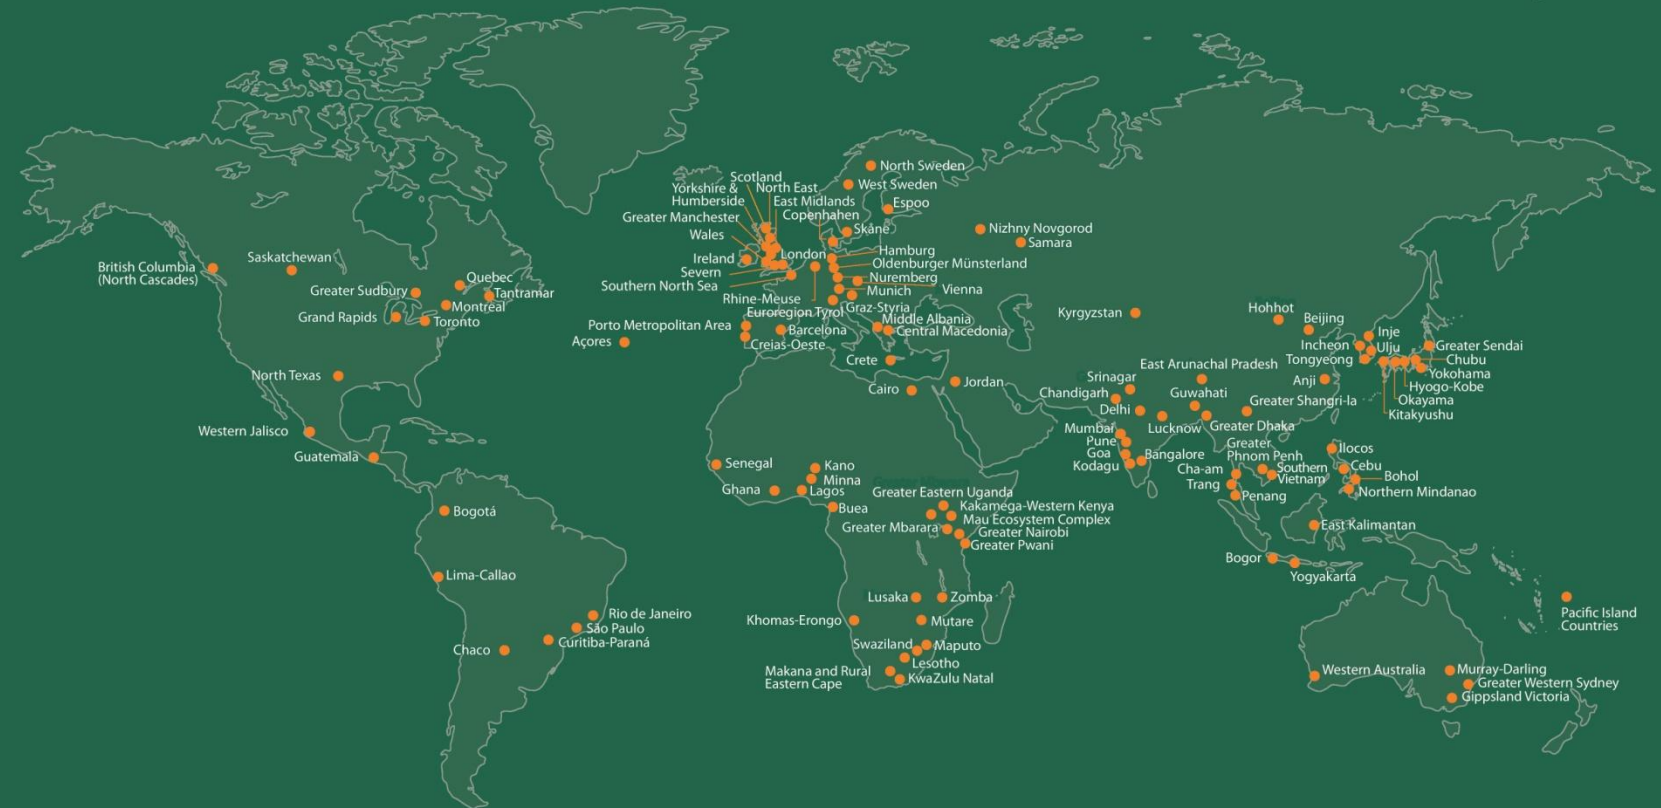 British Columbia
(North Cascades)
Saskatchewan
Greater Sudbury
Grand Rapids
Quebec
Tantramar
Montreal
Toronto
North Texas
Western Jalisco
Guatemala
Bogotá
Lima-Callao
Rio de Janeiro
São Paulo
Curitiba-Paraná
Chaco
North Sweden
West Sweden
Espoo
Scotland
Yorkshire &
Humberside
North East
East Midlands
Copenhahen
Greater Manchester
Wales
Skåne
Ireland
London
Severn
Southern North Sea
Hamburg
Oldenburger Münsterland
Nuremberg
Munich
Vienna
Rhine-Meuse
Euroregion Tyrol
Graz-Styria
Porto Metropolitan Area
Açores
Barcelona
Creias-Oeste
Middle Albania
Central Macedonia
Crete
Nizhny Novgorod
Samara
Cairo
Jordan
Senegal
Ghana
Kano
Minna
Lagos
Buea
Greater Eastern Uganda
Kakamega-Western Kenya
Mau Ecosystem Complex
Greater Mbarara
Greater Nairobi
Greater Pwani
Lusaka
Zomba
Khomas-Erongo
Mutare
Swaziland
Maputo
Lesotho
Makana and Rural
Eastern Cape
KwaZulu Natal
Kyrgyzstan
Hohhot
Beijing
Inje
Incheon
Ulju
Tongyeong
Greater Sendai
Chubu
Yokohama
Hyogo-Kobe
Okayama
Kitakyushu
East Arunachal Pradesh
Srinagar
Chandigarh
Guwahati
Anji
Greater Shangri-la
Delhi
Lucknow
Greater Dhaka
Mumbai
Pune
Goa
Kodagu
Bangalore
Greater
Phnom Penh
Cha-am
Southern
Vietnam
Trang
Penang
Ilocos
Cebu
Bohol
Northern Mindanao
East Kalimantan
Bogor
Yogyakarta
Pacific Island
Countries
Western Australia
Murray-Darling
Greater Western Sydney
Gippsland Victoria